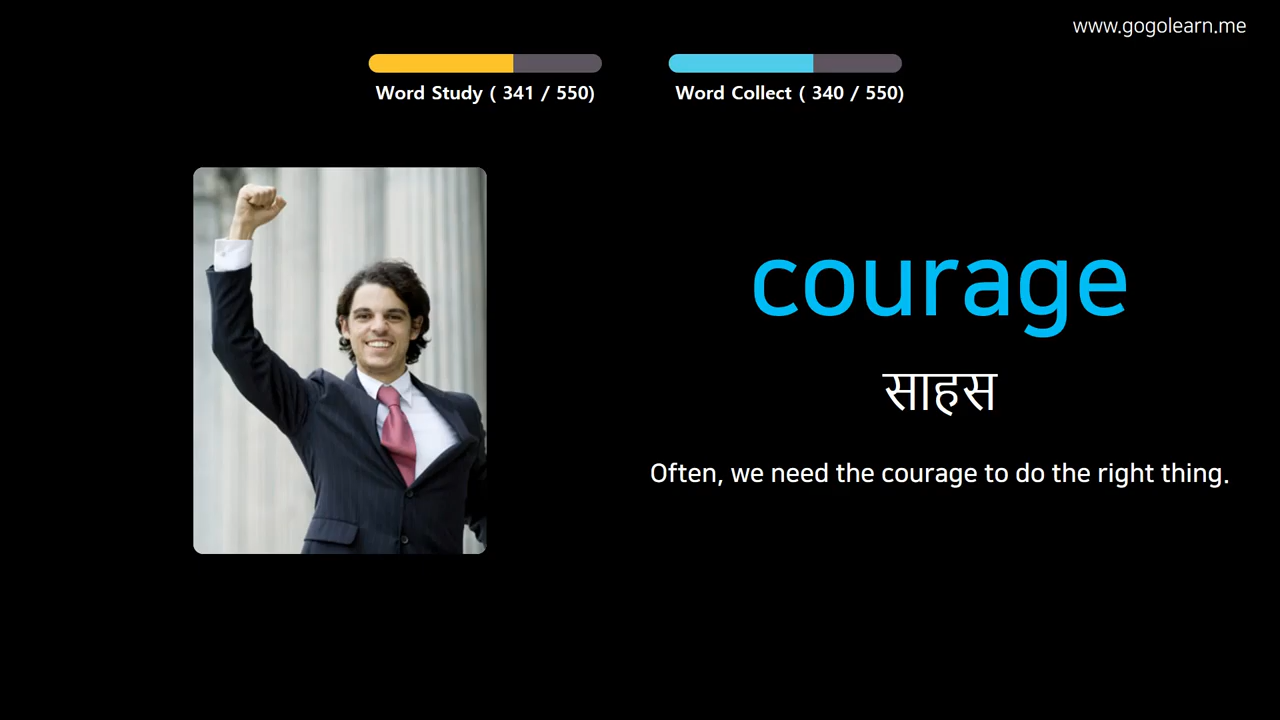 www.gogolearn.me
Word Study ( 341 / 550)
Word Collect ( 340 / 550)
courage
साहस
Often, we need the courage to do the right thing.